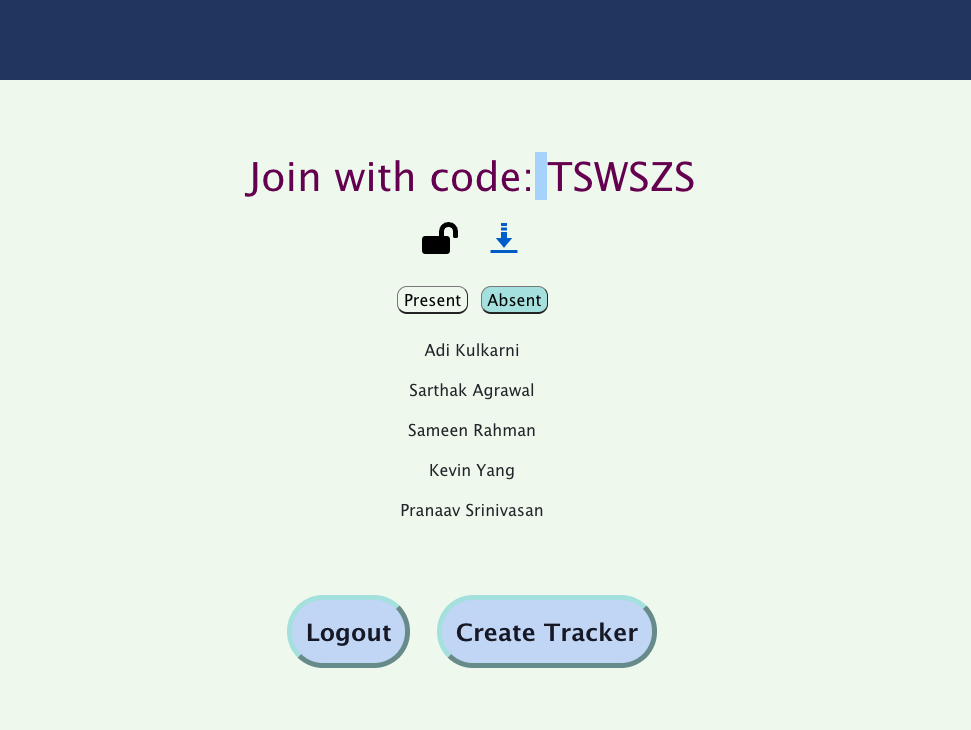 Join with code: TSWSZS
Present Absent
Adi Kulkarni
Sarthak Agrawal
Sameen Rahman
Kevin Yang
Pranaav Srinivasan
Logout Create Tracker